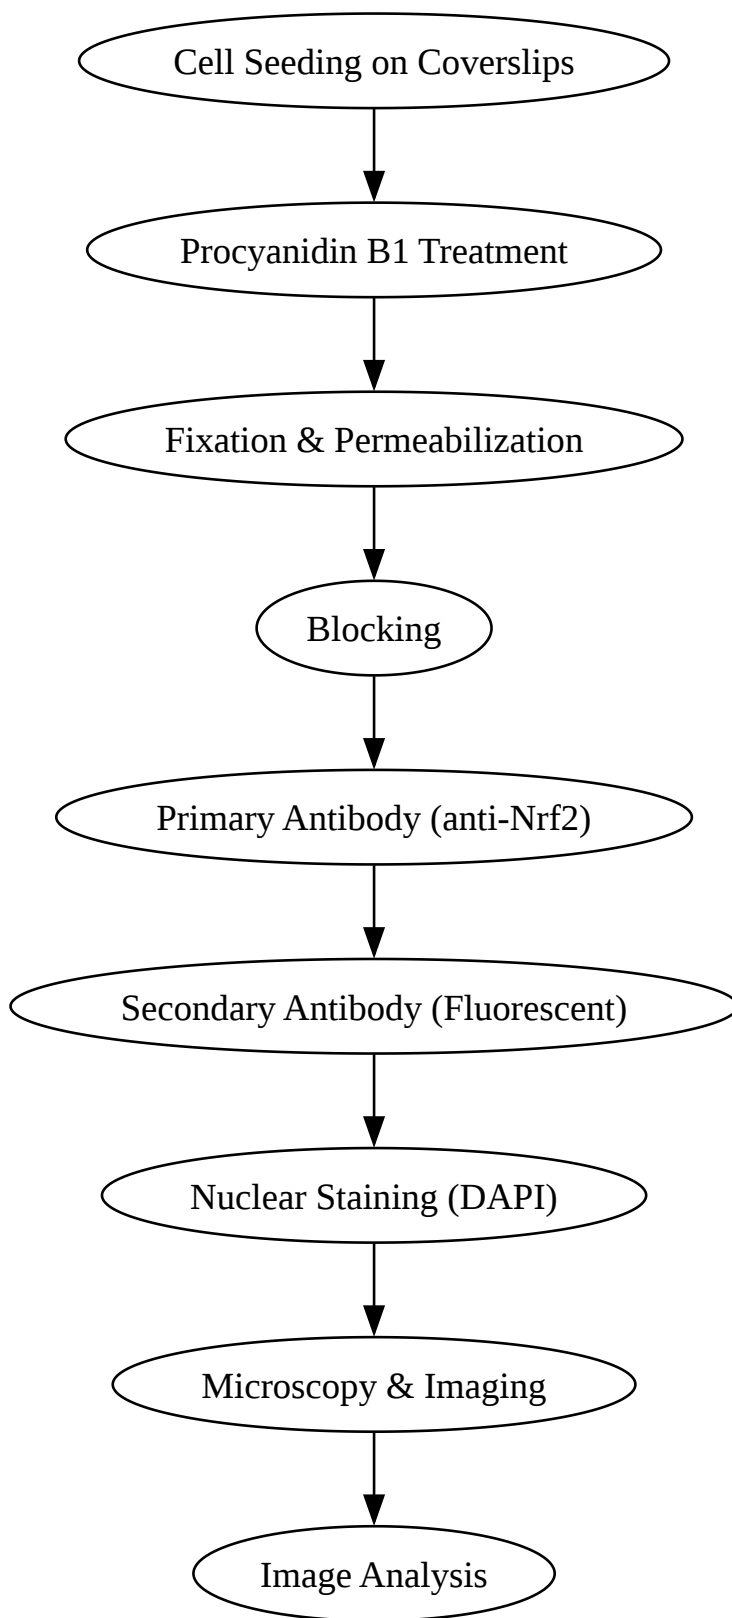 Cell Seeding on Coverslips
Procyanidin B1 Treatment
Fixation & Permeabilization
Blocking
Primary Antibody (anti-Nrf2)
Secondary Antibody (Fluorescent)
Nuclear Staining (DAPI)
Microscopy & Imaging
Image Analysis